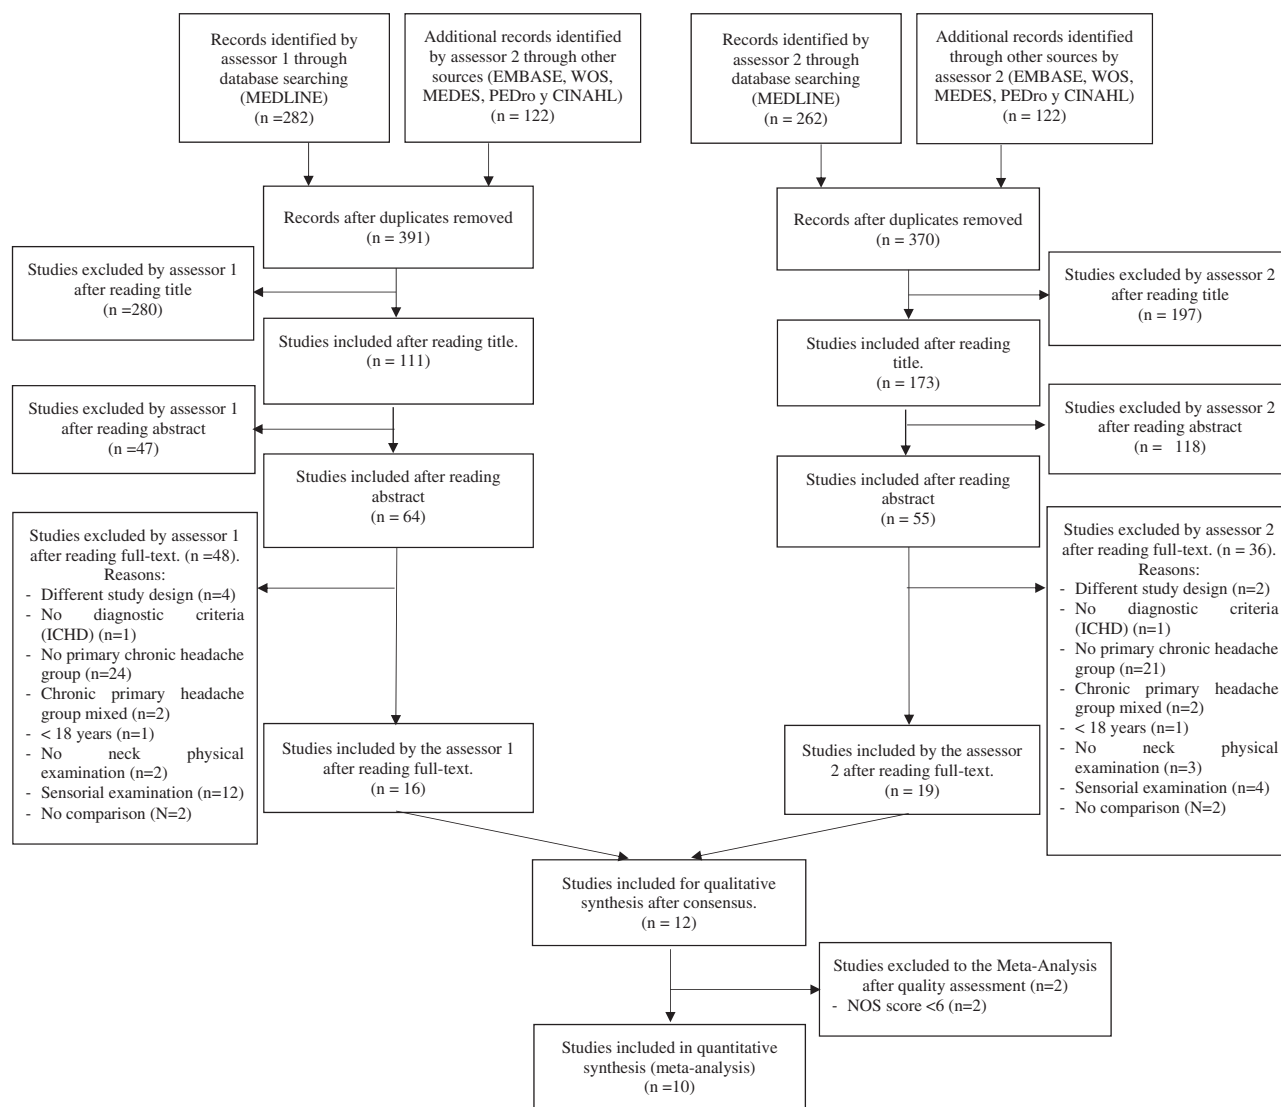 Records identified by
assessor 1 through
database searching
(MEDLINE)
(n =282)
Additional records identified
by assessor 2 through other
sources (EMBASE, WOS,
MEDES, PEDro y CINAHL)
(n = 122)
Records identified by
assessor 2 through
database searching
(MEDLINE)
(n = 262)
Additional records identified
through other sources by
assessor 2 (EMBASE, WOS,
MEDES, PEDro y CINAHL)
(n = 122)
Records after duplicates removed
(n = 391)
Records after duplicates removed
(n = 370)
Studies excluded by assessor 1
after reading title
(n =280)
Studies excluded by assessor 2
after reading title
(n = 197)
Studies included after reading title.
(n = 111)
Studies included after reading
title.
(n = 173)
Studies excluded by assessor 1
after reading abstract
(n =47)
Studies excluded by assessor 2
after reading abstract
(n = 118)
Studies included after reading
abstract
(n = 64)
Studies included after reading
abstract
(n = 55)
Studies excluded by assessor 1
after reading full-text. (n =48).
Reasons:
- Different study design (n=4)
- No diagnostic criteria
(ICHD) (n=1)
- No primary chronic headache
group (n=24)
- Chronic primary headache
group mixed (n=2)
- < 18 years (n=1)
- No neck physical
examination (n=2)
- Sensorial examination (n=12)
- No comparison (N=2)
Studies excluded by assessor 2
after reading full-text. (n = 36).
Reasons:
- Different study design (n=2)
- No diagnostic criteria
(ICHD) (n=1)
- No primary chronic headache
group (n=21)
- Chronic primary headache
group mixed (n=2)
- < 18 years (n=1)
- No neck physical
examination (n=3)
- Sensorial examination (n=4)
- No comparison (N=2)
Studies included by the assessor 1
after reading full-text.
(n = 16)
Studies included by the assessor
2 after reading full-text.
(n = 19)
Studies included for qualitative
synthesis after consensus.
(n = 12)
Studies excluded to the Meta-Analysis
after quality assessment (n=2)
- NOS score <6 (n=2)
Studies included in quantitative
synthesis (meta-analysis)
(n =10)